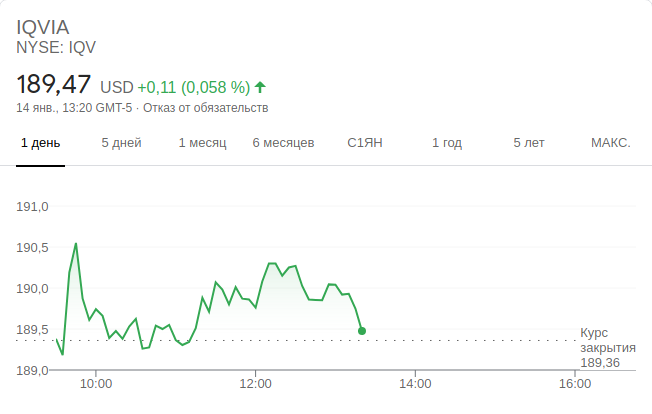 IQVIA
NYSE: IQV
189,47 USD +0,11 (0,058 %)
14 янв., 13:20 GMT-5 · Отказ от обязательств
1 день 5 дней 1 месяц 6 месяцев С1ЯН 1 год 5 лет МАКС.
191,0
190,5
190,0
189,5
189,0
Курс
закрытия
189,36
10:00 12:00 14:00 16:00